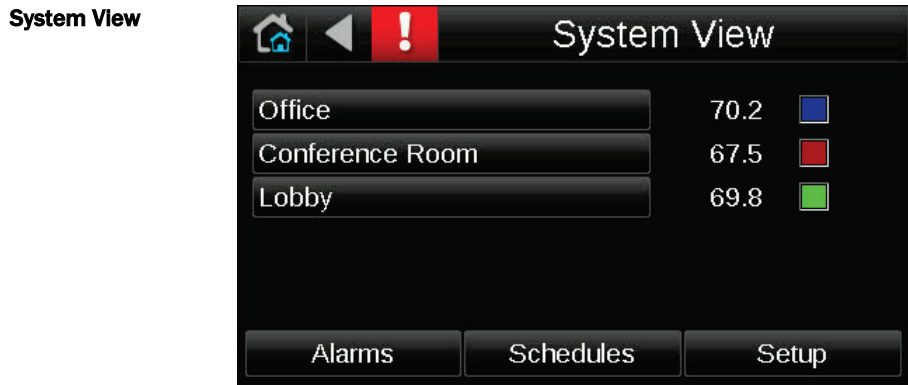 System View
! System View
Office 70.2
Conference Room 67.5
Lobby 69.8
Alarms Schedules Setup